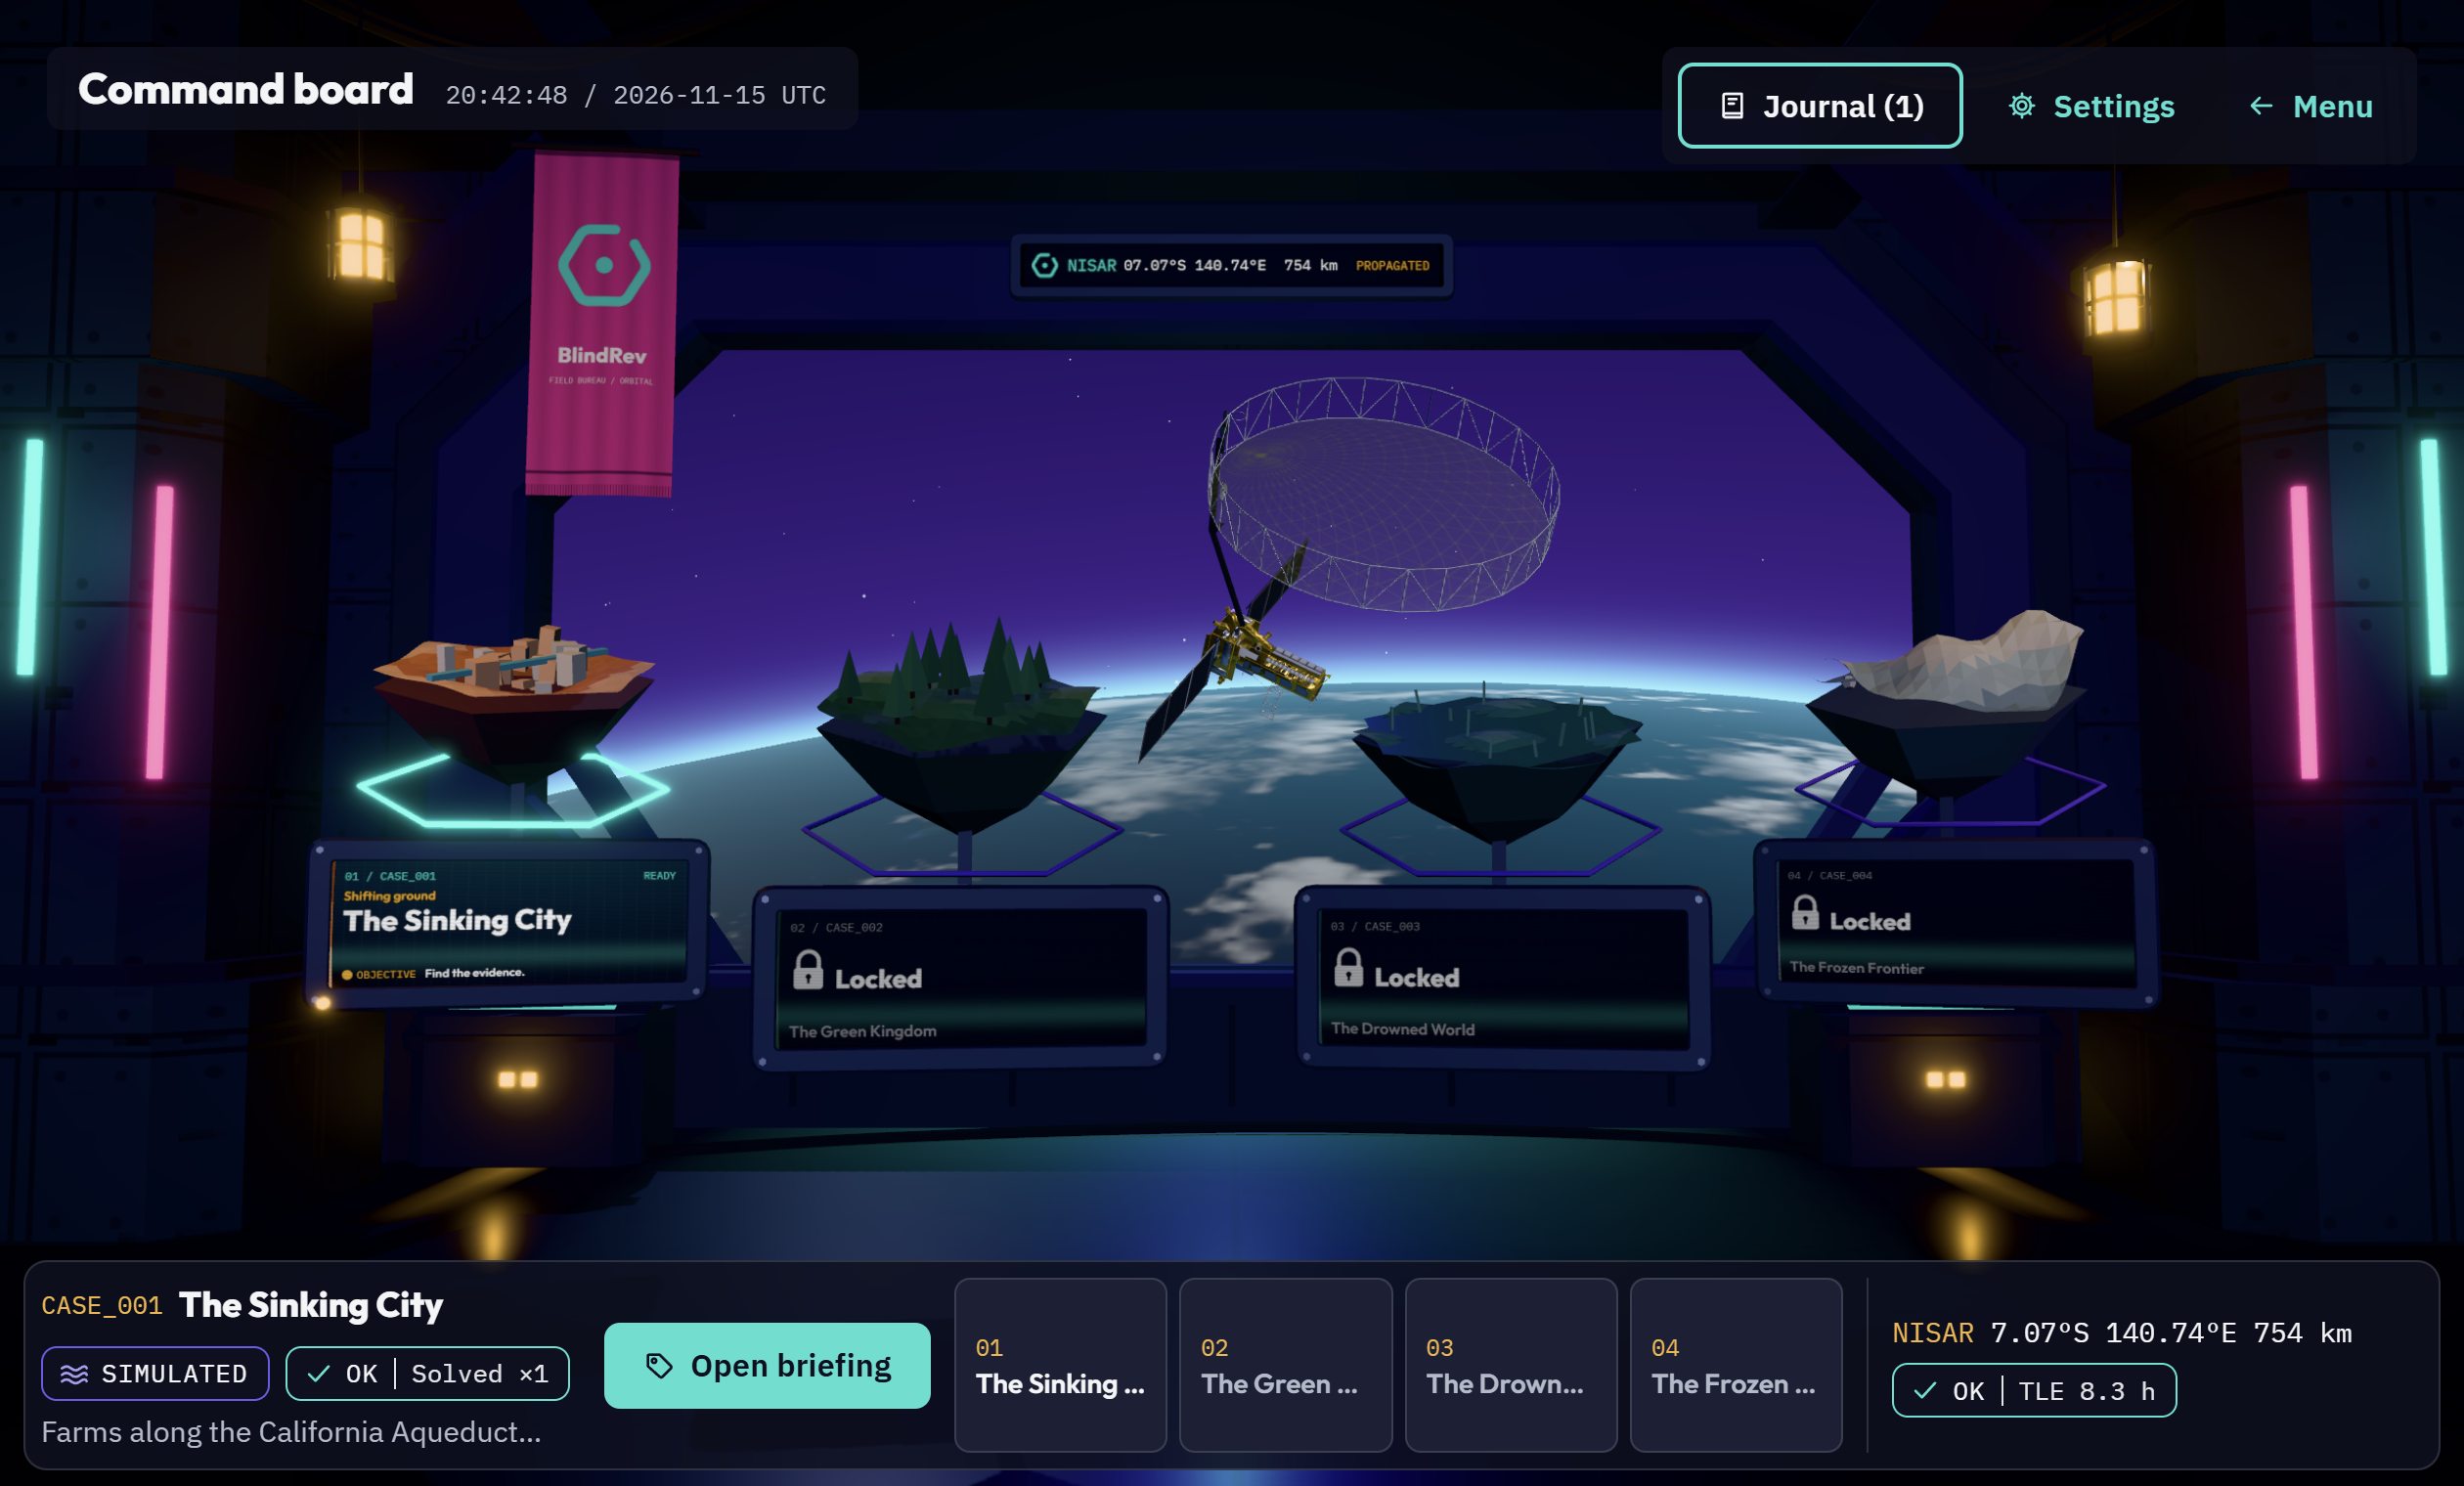 Command board 20:42:48 / 2026-11-15 UTC
Journal (1) Settings Menu
BlindRev
FIELD BUREAU / ORBITAL
NISAR 07.07°S 140.74°E 754 km PROPAGATED
01 / CASE_001 READY
Shifting ground
The Sinking City
OBJECTIVE Find the evidence.
02 / CASE_002
Locked
The Green Kingdom
03 / CASE_003
Locked
The Drowned World
04 / CASE_004
Locked
The Frozen Frontier
CASE_001 The Sinking City
SIMULATED OK | Solved ×1
Farms along the California Aqueduct...
Open briefing
01
The Sinking ...
02
The Green ...
03
The Drown...
04
The Frozen ...
NISAR 7.07°S 140.74°E 754 km
OK | TLE 8.3 h